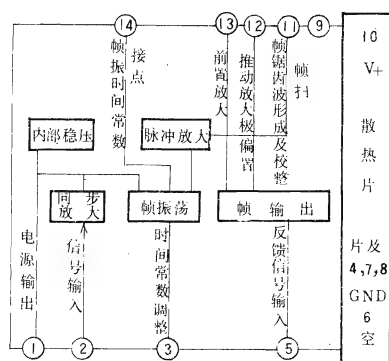 14
13
12
11
9
10
V+
散热片
片及
4,7,8
GND
6
空
帧振时间常数
接点
前置放大
推动放大极偏置
帧锯齿波形成及校整
帧扫
内部稳压
脉冲放大
同步
放大
帧振荡
帧输出
电源输出
信号输入
时间常数调整
反馈信号输入
1
2
3
5